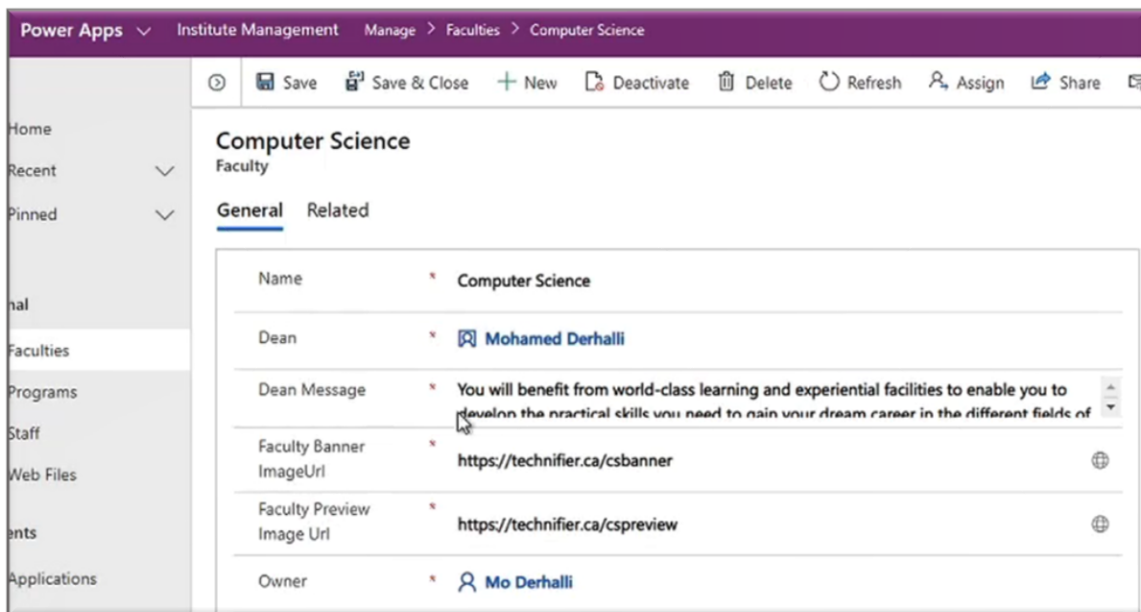 Power Apps Institute Management Manage > Faculties > Computer Science
Save Save & Close New Deactivate Delete Refresh Assign Share
Home
Recent
Pinned
nal
Faculties
Programs
Staff
Web Files
ents
Applications
Computer Science
Faculty
General Related
Name * Computer Science
Dean * Mohamed Derhalli
Dean Message * You will benefit from world-class learning and experiential facilities to enable you to
develop the practical skills you need to gain your dream career in the different fields of
Faculty Banner
ImageUrl * https://technifier.ca/csbanner
Faculty Preview
Image Url * https://technifier.ca/cspreview
Owner * Mo Derhalli